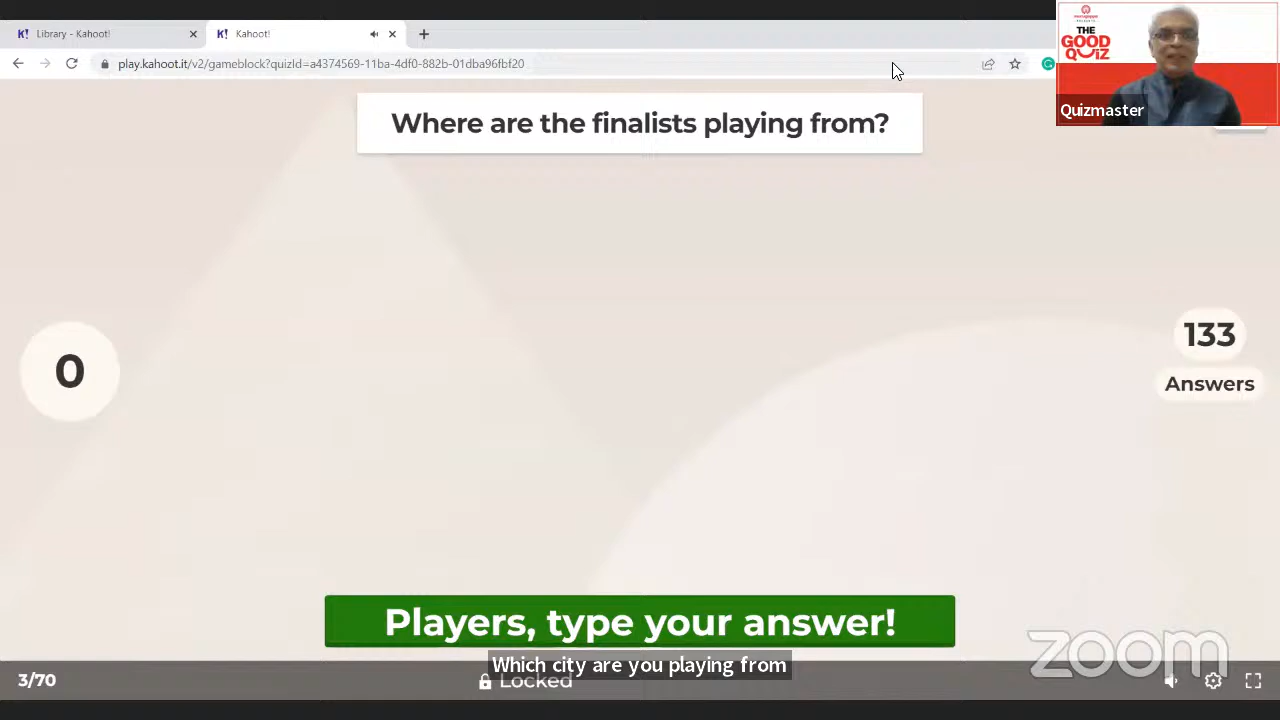 Library - Kahoot!
Kahoot!
play.kahoot.it/v2/gameblock?quizId=a4374569-11ba-4df0-882b-01db396fbf20
THE
GOOD
QUIZ
Quizmaster
Where are the finalists playing from?
0
133
Answers
Players, type your answer!
Which city are you playing from
3/70
Locked
zoom